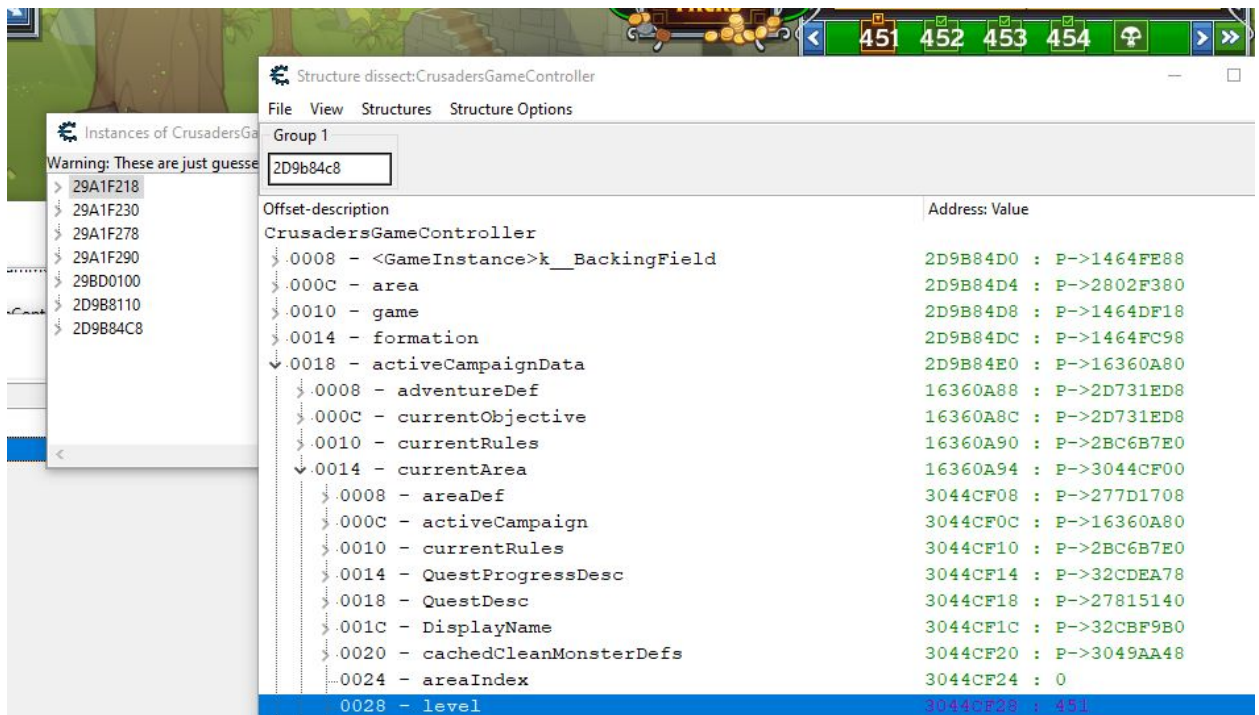 PACKS
451 452 453 454
Structure dissect:CrusadersGameController
File View Structures Structure Options
Instances of CrusadersGa
Group 1
Warning: These are just guesse
2D9b84c8
29A1F218
29A1F230
29A1F278
29A1F290
29BD0100
2D9B8110
2D9B84C8
Offset-description Address: Value
CrusadersGameController
0008 - <GameInstance>k__BackingField 2D9B84D0 : P->1464FE88
000C - area 2D9B84D4 : P->2802F380
0010 - game 2D9B84D8 : P->1464DF18
0014 - formation 2D9B84DC : P->1464FC98
0018 - activeCampaignData 2D9B84E0 : P->16360A80
0008 - adventureDef 16360A88 : P->2D731ED8
000C - currentObjective 16360A8C : P->2D731ED8
0010 - currentRules 16360A90 : P->2BC6B7E0
0014 - currentArea 16360A94 : P->3044CF00
0008 - areaDef 3044CF08 : P->277D1708
000C - activeCampaign 3044CF0C : P->16360A80
0010 - currentRules 3044CF10 : P->2BC6B7E0
0014 - QuestProgressDesc 3044CF14 : P->32CDEA78
0018 - QuestDesc 3044CF18 : P->27815140
001C - DisplayName 3044CF1C : P->32CBF9B0
0020 - cachedCleanMonsterDefs 3044CF20 : P->3049AA48
0024 - areaIndex 3044CF24 : 0
0028 - level 3044CF28 : 451